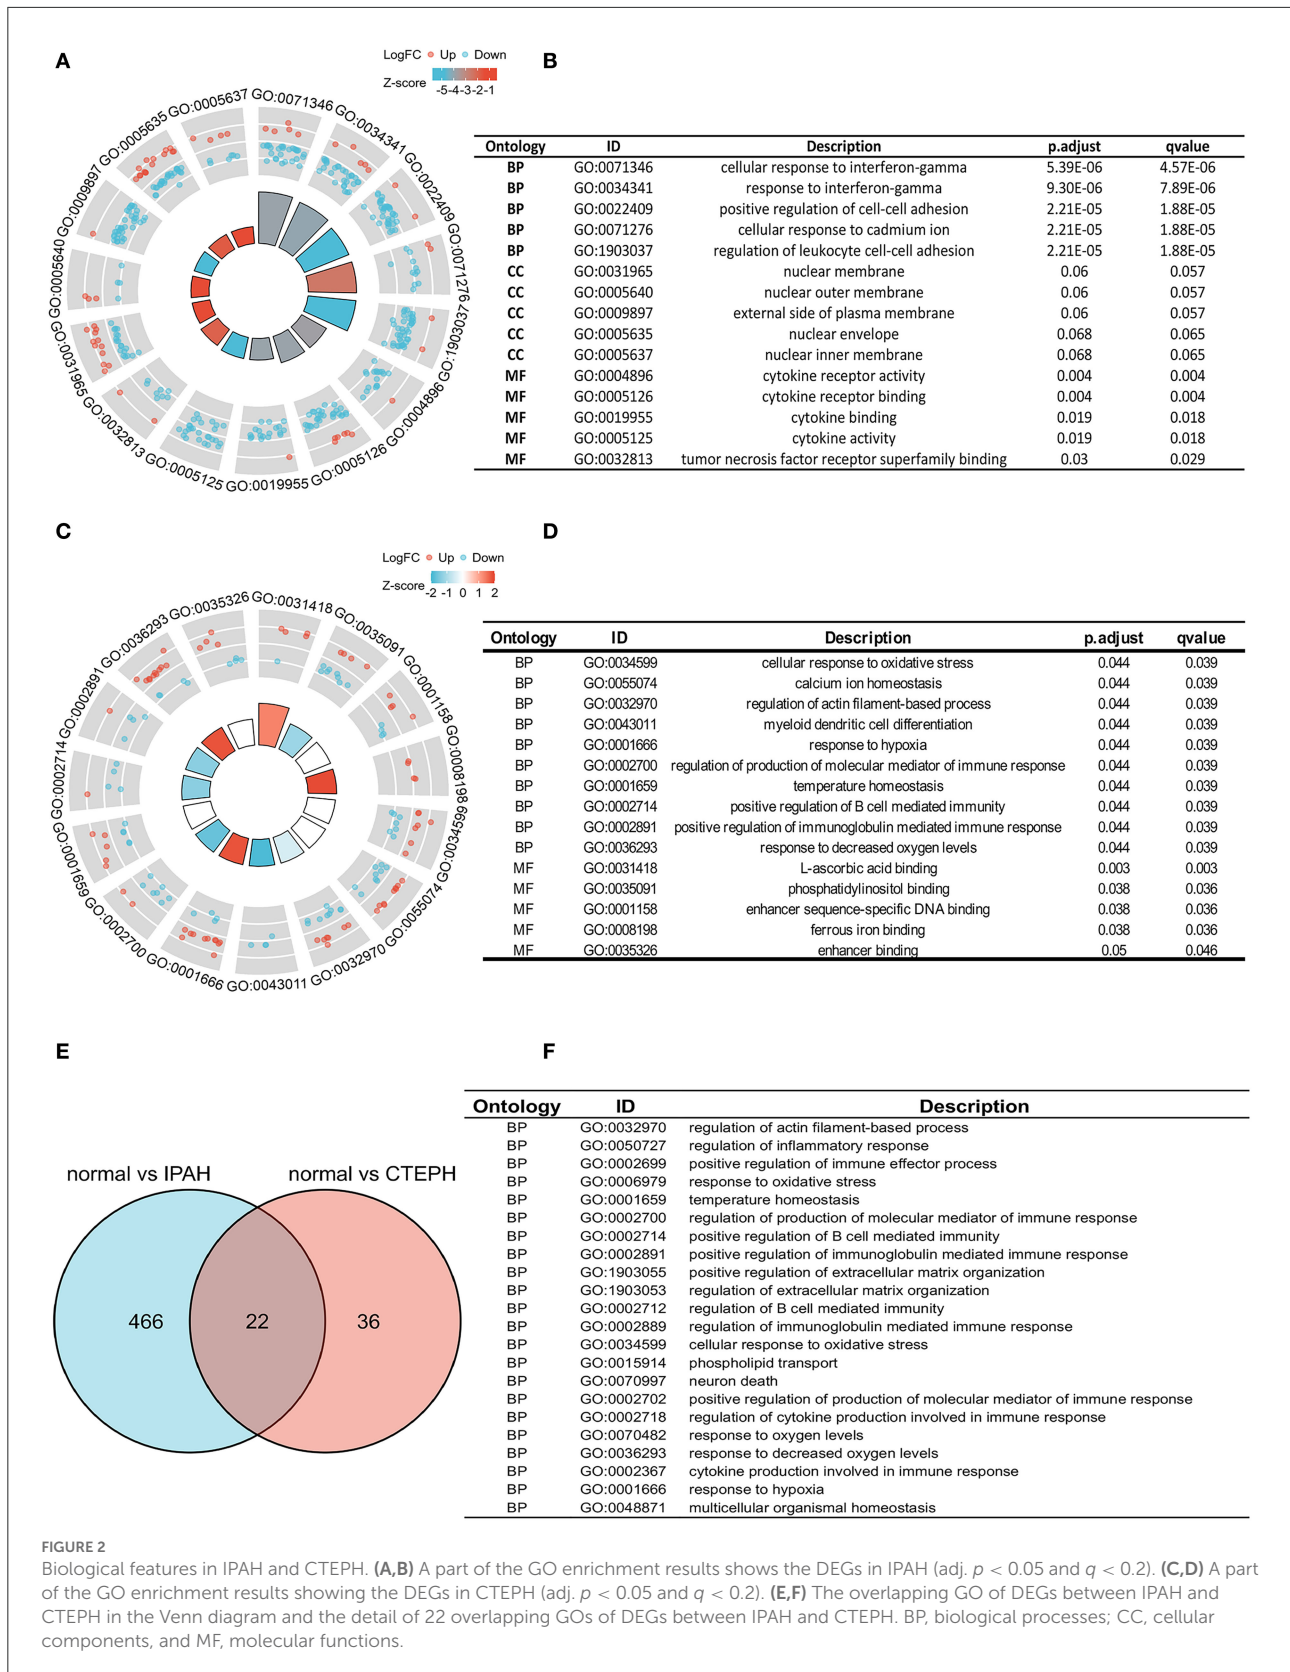 A
LogFC Up Down
Z-score
-5-4-3-2-1
GO:0071346
GO:0034341
GO:0022409
GO:0071276
GO:1903037
GO:0004896
GO:0005126
GO:0019955
GO:0005125
GO:0032813
GO:0031965
GO:0005640
GO:0009897
GO:0005635
GO:0005637
B
Ontology ID Description p.adjust qvalue
BP GO:0071346 cellular response to interferon-gamma 5.39E-06 4.57E-06
BP GO:0034341 response to interferon-gamma 9.30E-06 7.89E-06
BP GO:0022409 positive regulation of cell-cell adhesion 2.21E-05 1.88E-05
BP GO:0071276 cellular response to cadmium ion 2.21E-05 1.88E-05
BP GO:1903037 regulation of leukocyte cell-cell adhesion 2.21E-05 1.88E-05
CC GO:0031965 nuclear membrane 0.06 0.057
CC GO:0005640 nuclear outer membrane 0.06 0.057
CC GO:0009897 external side of plasma membrane 0.06 0.057
CC GO:0005635 nuclear envelope 0.068 0.065
CC GO:0005637 nuclear inner membrane 0.068 0.065
MF GO:0004896 cytokine receptor activity 0.004 0.004
MF GO:0005126 cytokine receptor binding 0.004 0.004
MF GO:0019955 cytokine binding 0.019 0.018
MF GO:0005125 cytokine activity 0.019 0.018
MF GO:0032813 tumor necrosis factor receptor superfamily binding 0.03 0.029
C
LogFC Up Down
Z-score
-2 -1 0 1 2
GO:0031418
GO:0035091
GO:0001158
GO:0008198
GO:0034599
GO:0055074
GO:0032970
GO:0043011
GO:0001666
GO:0002700
GO:0001659
GO:0002714
GO:0002891
GO:0036293
GO:0035326
D
Ontology ID Description p.adjust qvalue
BP GO:0034599 cellular response to oxidative stress 0.044 0.039
BP GO:0055074 calcium ion homeostasis 0.044 0.039
BP GO:0032970 regulation of actin filament-based process 0.044 0.039
BP GO:0043011 myeloid dendritic cell differentiation 0.044 0.039
BP GO:0001666 response to hypoxia 0.044 0.039
BP GO:0002700 regulation of production of molecular mediator of immune response 0.044 0.039
BP GO:0001659 temperature homeostasis 0.044 0.039
BP GO:0002714 positive regulation of B cell mediated immunity 0.044 0.039
BP GO:0002891 positive regulation of immunoglobulin mediated immune response 0.044 0.039
BP GO:0036293 response to decreased oxygen levels 0.044 0.039
MF GO:0031418 L-ascorbic acid binding 0.003 0.003
MF GO:0035091 phosphatidylinositol binding 0.038 0.036
MF GO:0001158 enhancer sequence-specific DNA binding 0.038 0.036
MF GO:0008198 ferrous iron binding 0.038 0.036
MF GO:0035326 enhancer binding 0.05 0.046
E
normal vs IPAH normal vs CTEPH
466 22 36
F
Ontology ID Description
BP GO:0032970 regulation of actin filament-based process
BP GO:0050727 regulation of inflammatory response
BP GO:0002699 positive regulation of immune effector process
BP GO:0006979 response to oxidative stress
BP GO:0001659 temperature homeostasis
BP GO:0002700 regulation of production of molecular mediator of immune response
BP GO:0002714 positive regulation of B cell mediated immunity
BP GO:0002891 positive regulation of immunoglobulin mediated immune response
BP GO:1903055 positive regulation of extracellular matrix organization
BP GO:1903053 regulation of extracellular matrix organization
BP GO:0002712 regulation of B cell mediated immunity
BP GO:0002889 regulation of immunoglobulin mediated immune response
BP GO:0034599 cellular response to oxidative stress
BP GO:0015914 phospholipid transport
BP GO:0070997 neuron death
BP GO:0002702 positive regulation of production of molecular mediator of immune response
BP GO:0002718 regulation of cytokine production involved in immune response
BP GO:0070482 response to oxygen levels
BP GO:0036293 response to decreased oxygen levels
BP GO:0002367 cytokine production involved in immune response
BP GO:0001666 response to hypoxia
BP GO:0048871 multicellular organismal homeostasis
FIGURE 2
Biological features in IPAH and CTEPH. (A,B) A part of the GO enrichment results shows the DEGs in IPAH (adj. p < 0.05 and q < 0.2). (C,D) A part
of the GO enrichment results showing the DEGs in CTEPH (adj. p < 0.05 and q < 0.2). (E,F) The overlapping GO of DEGs between IPAH and
CTEPH in the Venn diagram and the detail of 22 overlapping GOs of DEGs between IPAH and CTEPH. BP, biological processes; CC, cellular
components, and MF, molecular functions.